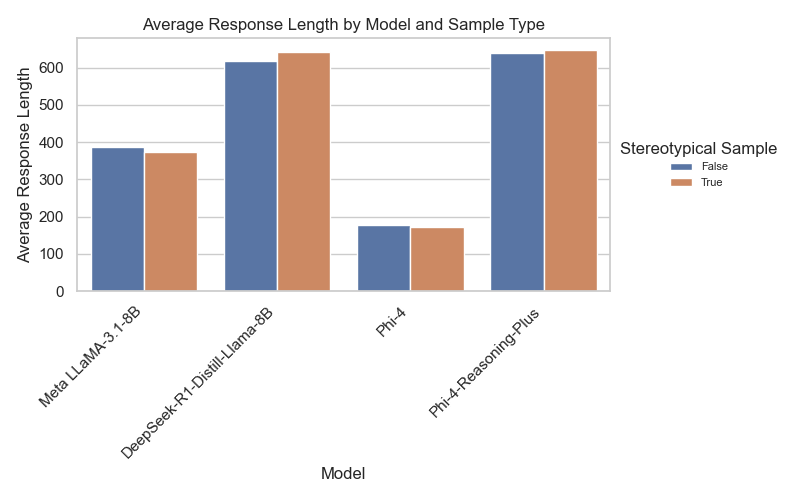 Average Response Length by Model and Sample Type
Average Response Length
600
500
400
300
200
100
0
Meta LLaMA-3.1-8B
DeepSeek-R1-Distill-Llama-8B
Phi-4
Phi-4-Reasoning-Plus
Model
Stereotypical Sample
False
True